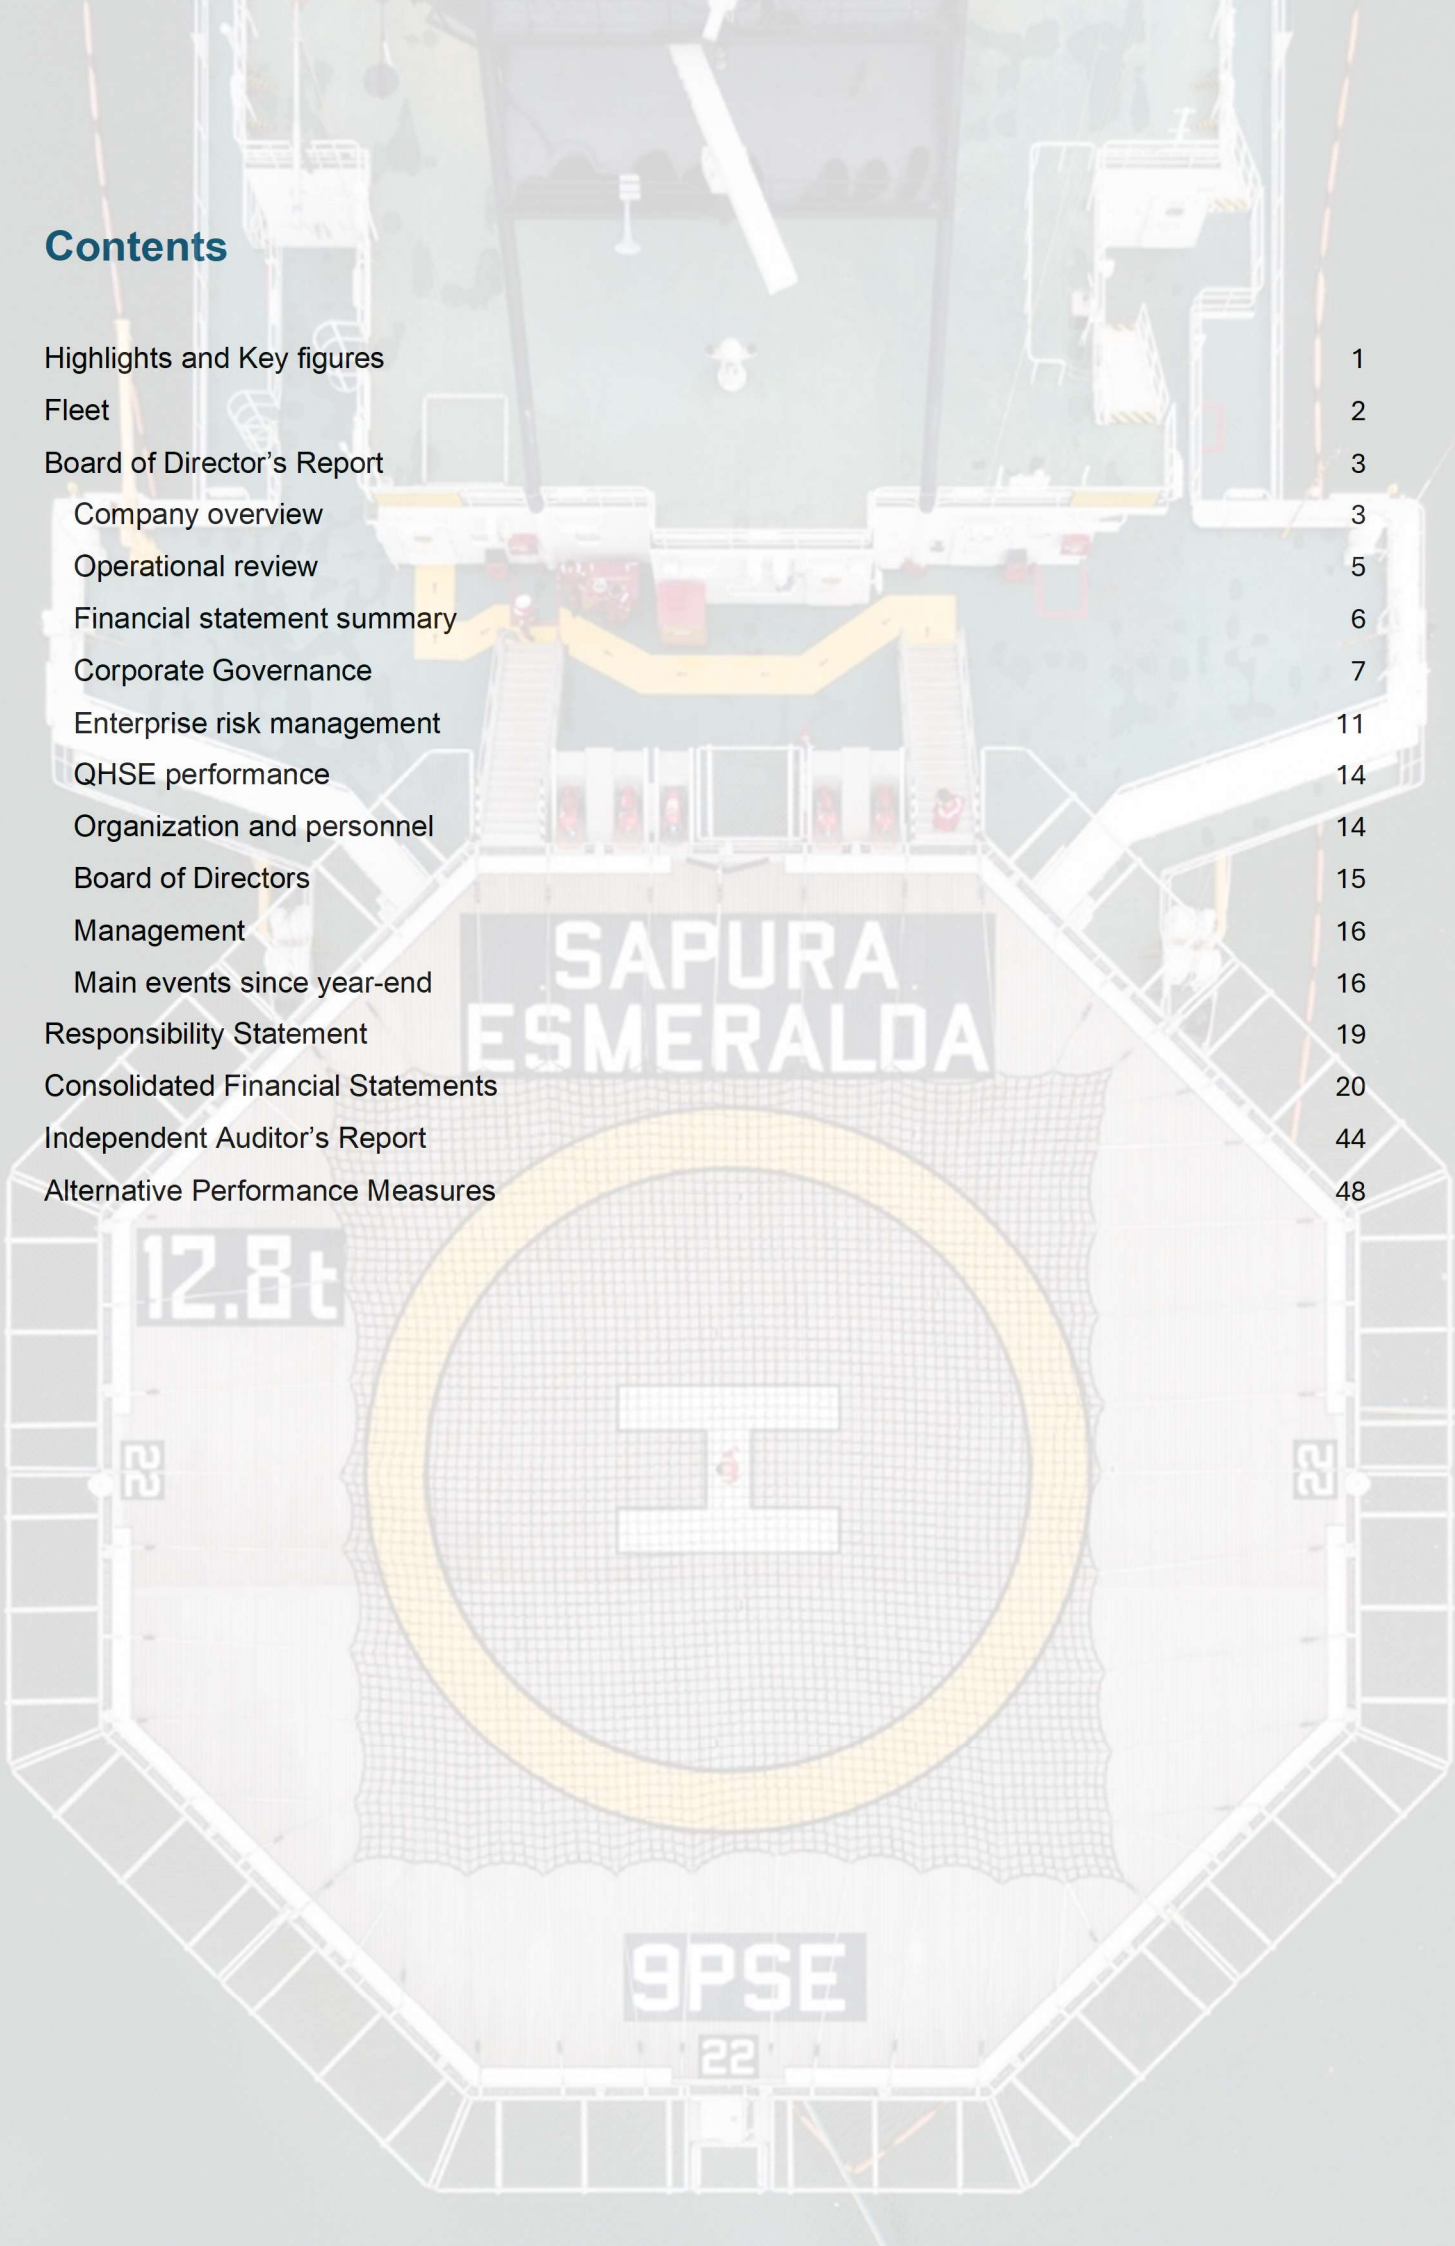 Contents
Highlights and Key figures 1
Fleet 2
Board of Director’s Report 3
Company overview 3
Operational review 5
Financial statement summary 6
Corporate Governance 7
Enterprise risk management 11
QHSE performance 14
Organization and personnel 14
Board of Directors 15
Management 16
Main events since year-end 16
Responsibility Statement 19
Consolidated Financial Statements 20
Independent Auditor’s Report 44
Alternative Performance Measures 48
SAPURA
ESMERALDA
12.8t
H
22
22
9PSE
22